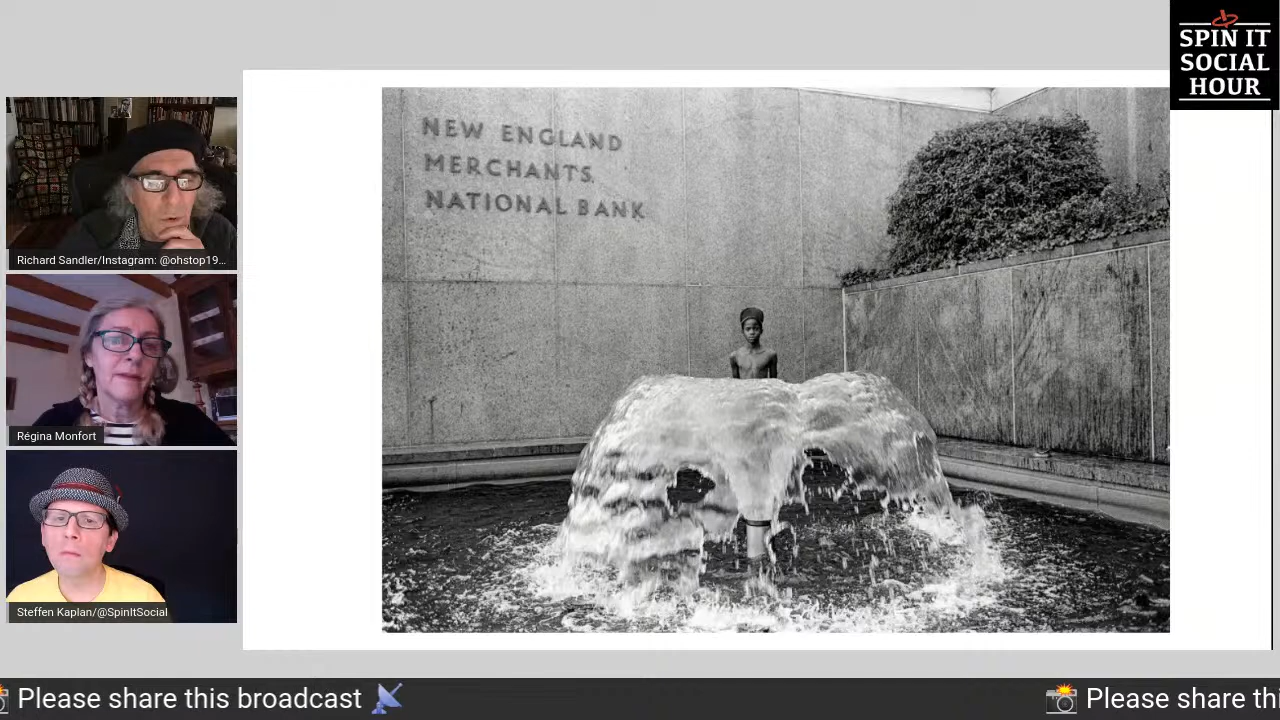 SPIN IT
SOCIAL
HOUR
NEW ENGLAND
MERCHANTS
NATIONAL BANK
Richard Sandler/Instagram: @ohstop19...
Régina Monfort
Steffen Kaplan/@SpinItSocial
Please share this broadcast
Please share thi